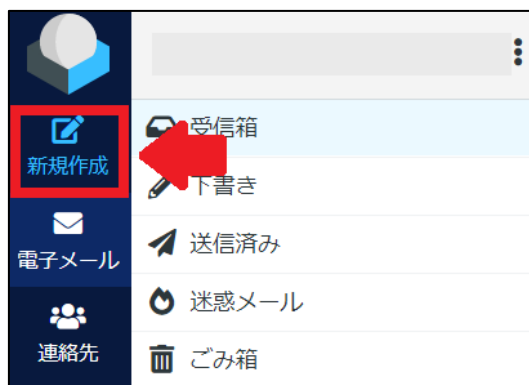 新規作成
電子メール
連絡先
受信箱
下書き
送信済み
迷惑メール
ごみ箱